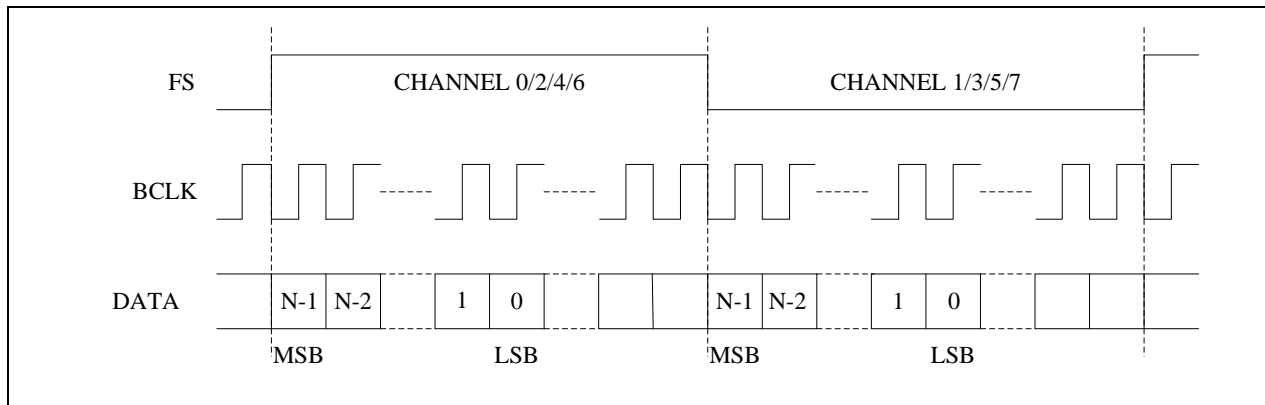 FS
CHANNEL 0/2/4/6
CHANNEL 1/3/5/7
BCLK
DATA
N-1 N-2 1 0 N-1 N-2 1 0
MSB LSB MSB LSB